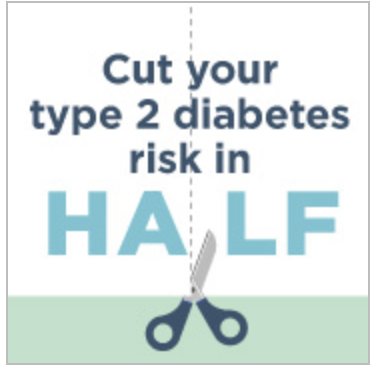 Cut your
type 2 diabetes
risk in
HALF